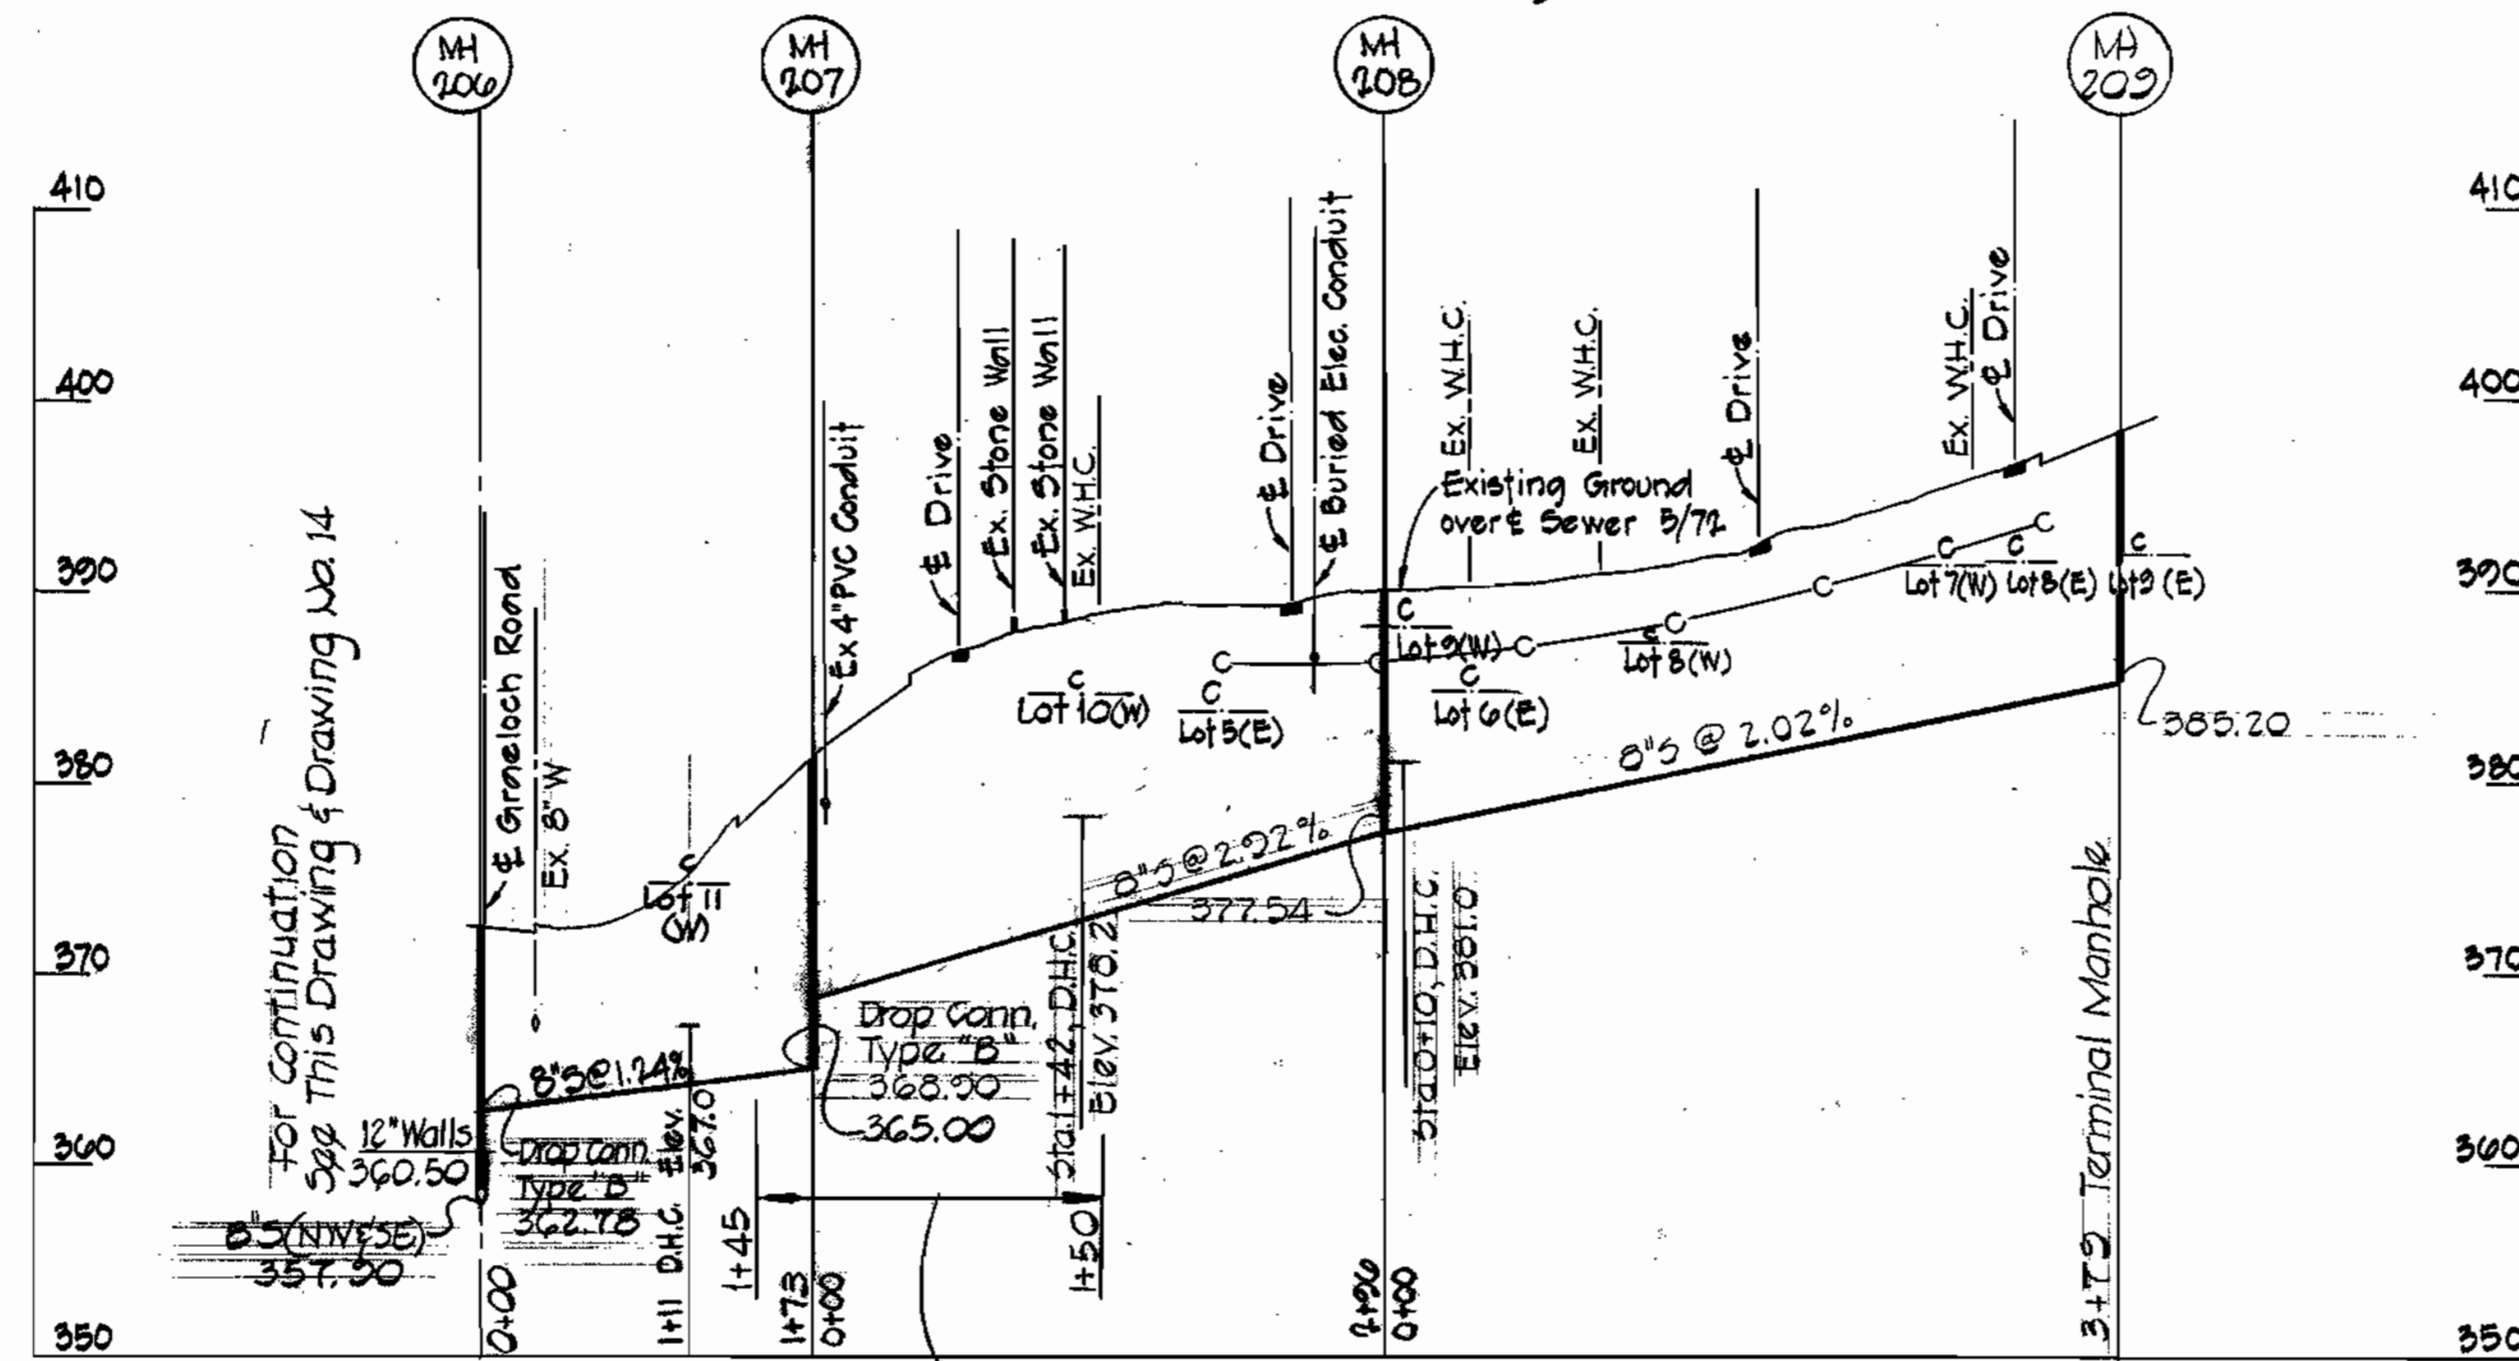 MH
206
MH
207
MH
208
MH
209
410
400
390
380
370
360
350
410
400
390
380
370
360
350
For Continuation
See This Drawing & Drawing No. 14
℄ Graeloch Road
Ex. 8" W
Lot 11
(W)
C
Ex 4" PVC Conduit
℄ Drive
Ex. Stone Wall
Ex. Stone Wall
Ex. W.H.C.
℄ Drive
℄ Buried Elec. Conduit
Ex. W.H.C.
Ex. W.H.C.
℄ Drive
Ex. W.H.C.
℄ Drive
Existing Ground
over ℄ Sewer 5/72
C
Lot 10(W)
C
Lot 5(E)
C
Lot 9(W)
C
Lot 6(E)
C
Lot 8(W)
C
Lot 7(W)
C
Lot 8(E)
C
Lot 9 (E)
C
C
C
C
C
C
8"S @ 1.24%
8"S @ 2.92%
8"S @ 2.02%
385.20
377.54
Drop Conn.
Type "B"
368.90
365.00
12" Walls
360.50
8"S (NW&SE)
357.90
Drop Conn.
Type "B"
362.78
1+11 D.H.C. Elev.
367.0
Sta 1+42, D.H.C.
Elev. 378.2
Sta 0+10, D.H.C.
Elev. 381.0
1+45
1+50
0+00
1+73
0+00
2+96
0+00
3+79 Terminal Manhole